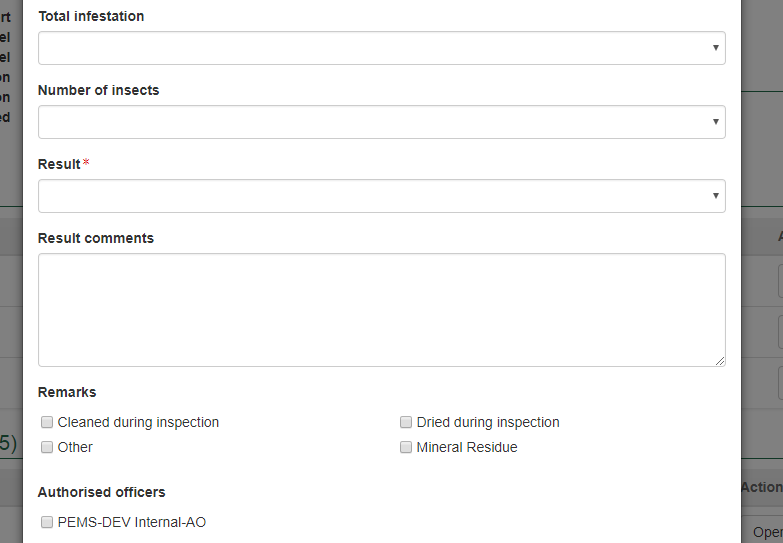 rt
el
el
on
on
ed
Total infestation
Number of insects
Result*
Result comments
Remarks
Cleaned during inspection
Dried during inspection
Other
Mineral Residue
5)
Authorised officers
PEMS-DEV Internal-AO
A
Action
Oper